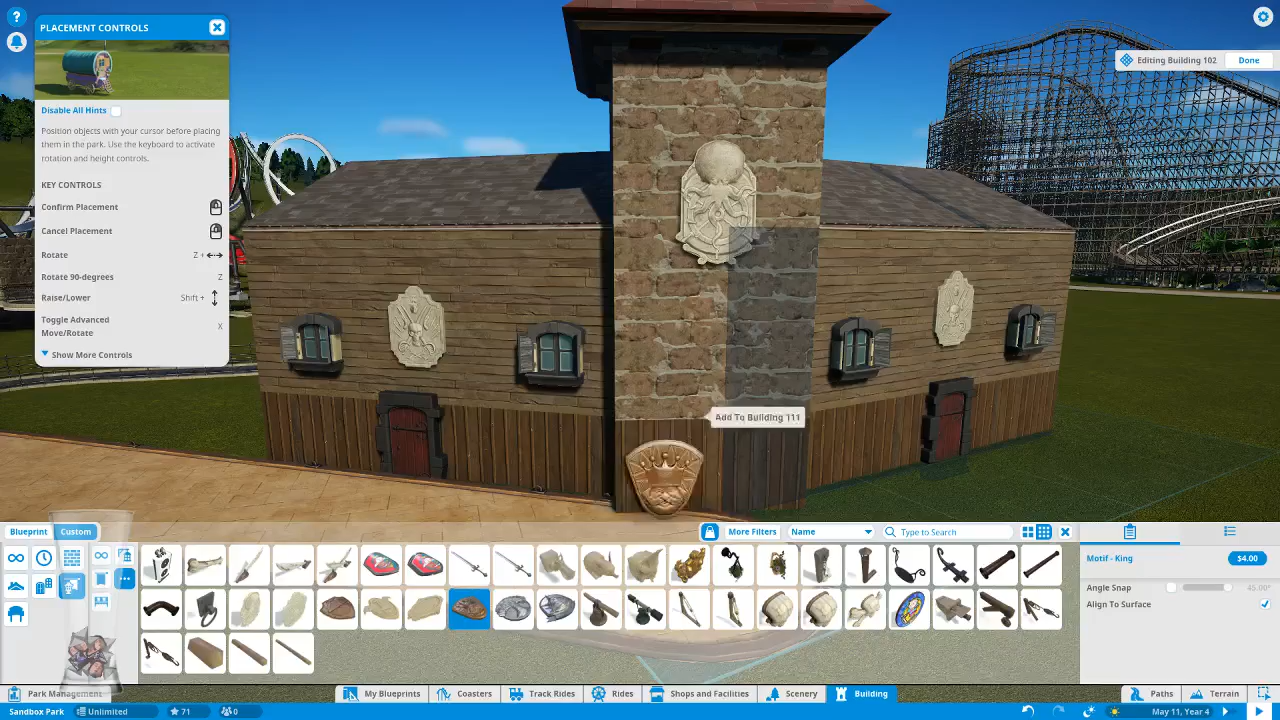 PLACEMENT CONTROLS
Disable All Hints
Position objects with your cursor before placing
them in the park. Use the keyboard to activate
rotation and height controls.
KEY CONTROLS
Confirm Placement
Cancel Placement
Rotate Z +
Rotate 90-degrees Z
Raise/Lower Shift +
Toggle Advanced
Move/Rotate X
Show More Controls
Editing Building 102 Done
Add To Building 111
Blueprint Custom
More Filters Name Type to Search
Motif - King $4.00
Angle Snap 45.00°
Align To Surface
Park Management My Blueprints Coasters Track Rides Rides Shops and Facilities Scenery Building Paths Terrain
Sandbox Park Unlimited 71 0 May 11, Year 4